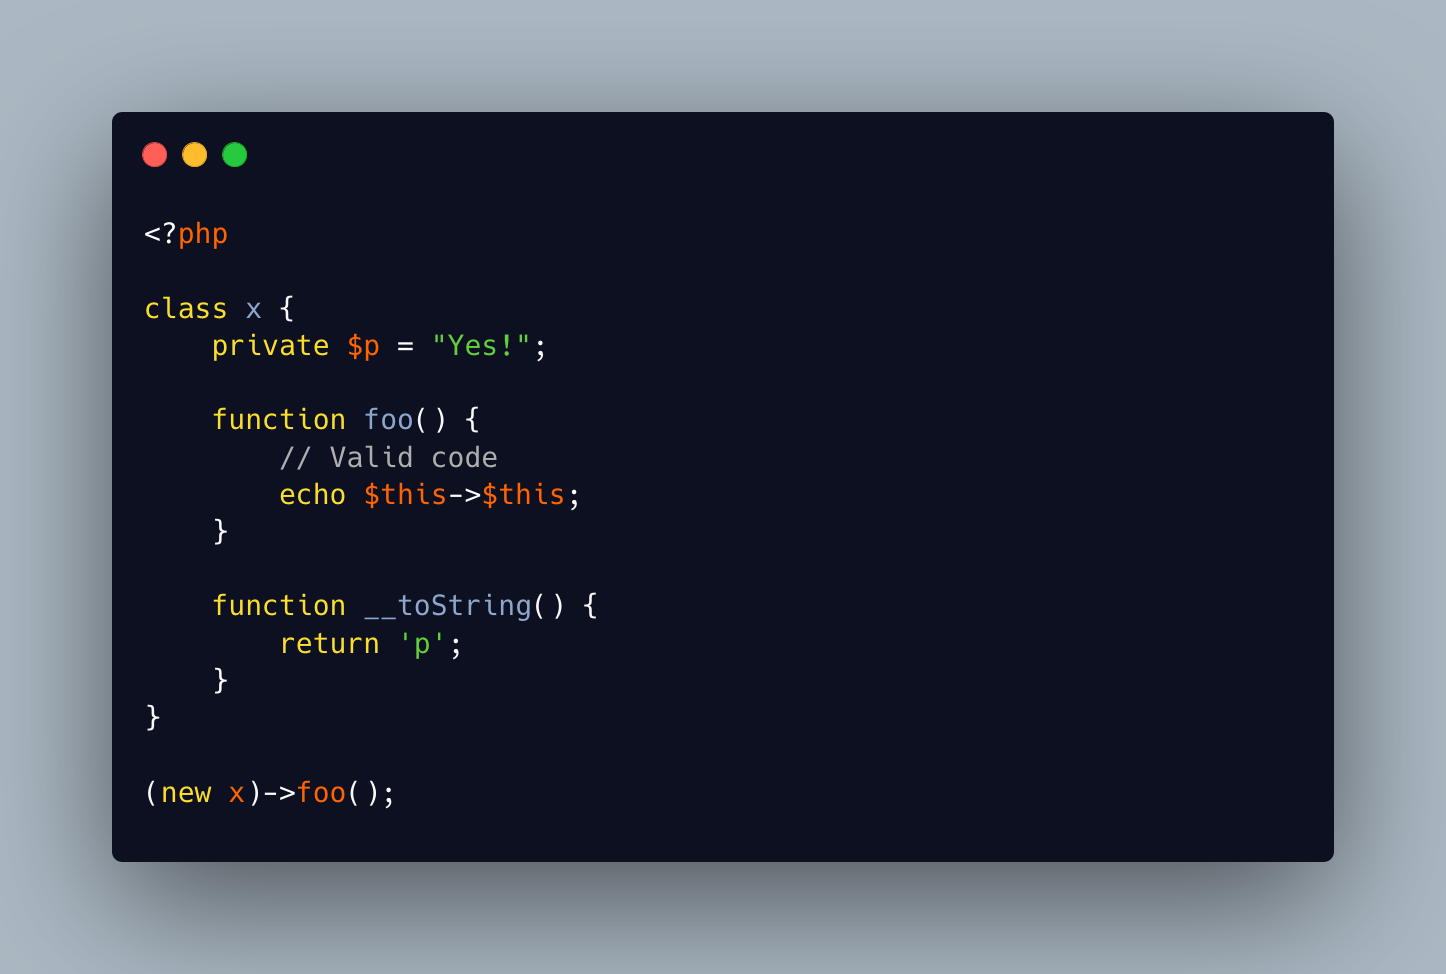 <?php
class x {
    private $p = "Yes!";
    function foo() {
        // Valid code
        echo $this->$this;
    }
    function __toString() {
        return 'p';
    }
}
(new x)->foo();